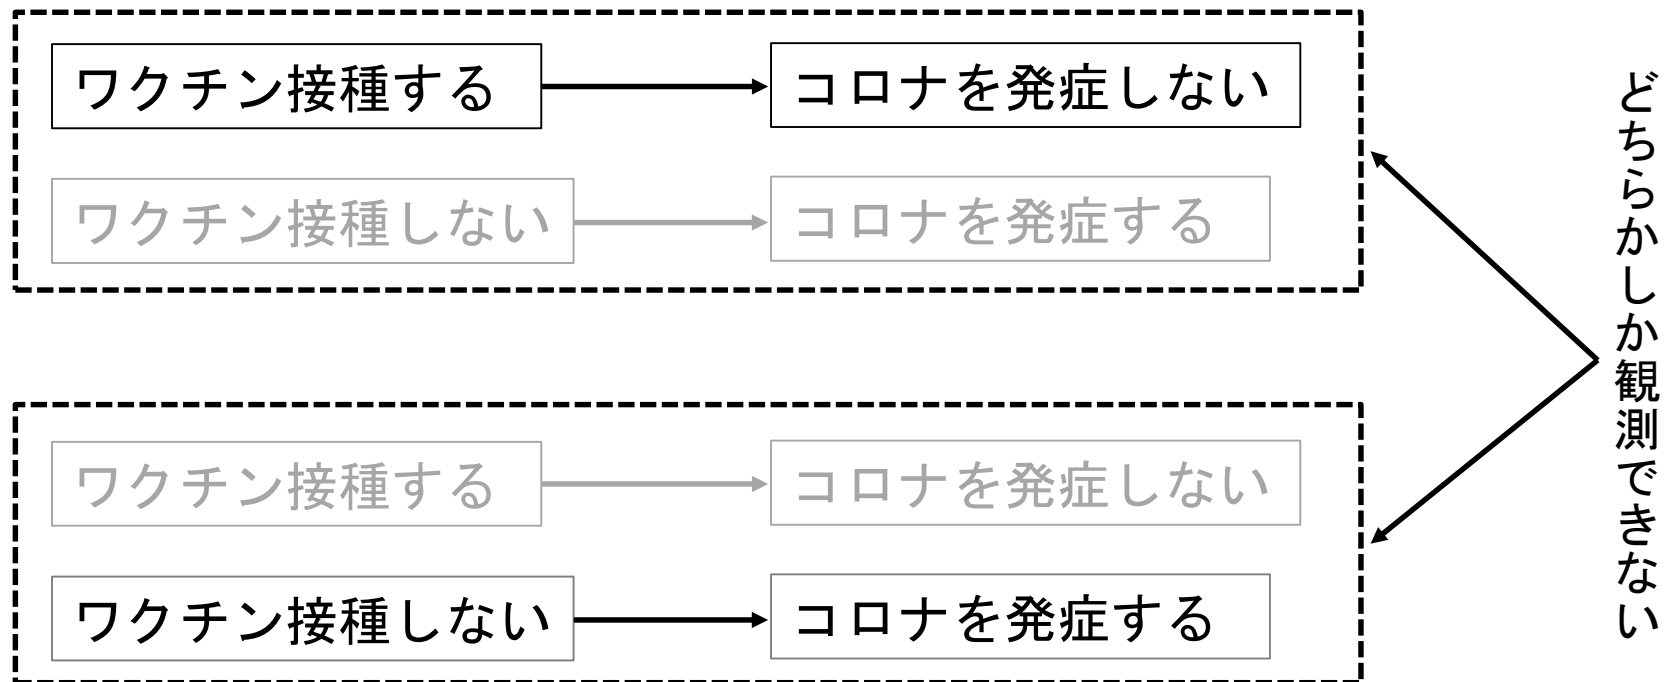 ワクチン接種する
コロナを発症しない
ワクチン接種しない
コロナを発症する
どちらかしか観測できない
ワクチン接種する
コロナを発症しない
ワクチン接種しない
コロナを発症する